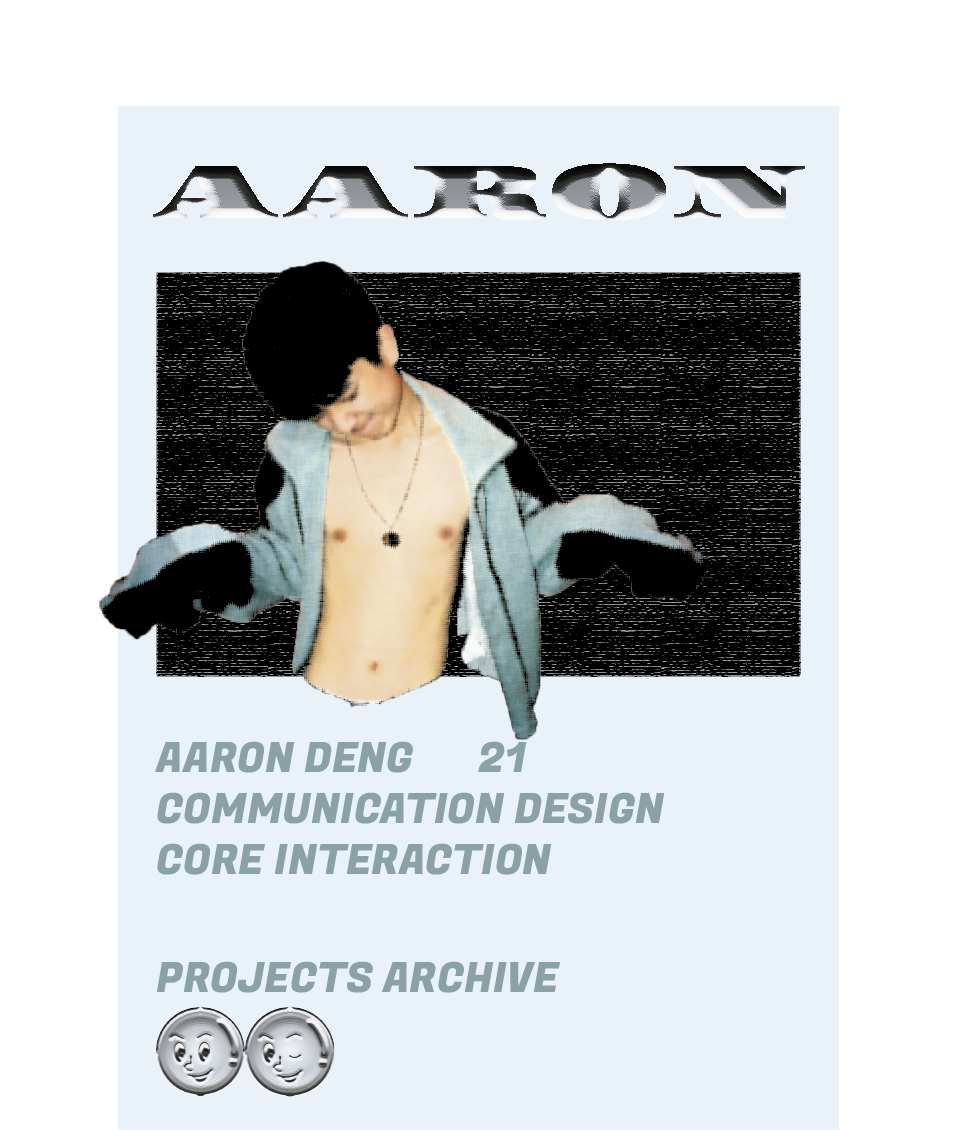 AARON
AARON DENG 21
COMMUNICATION DESIGN
CORE INTERACTION
PROJECTS ARCHIVE